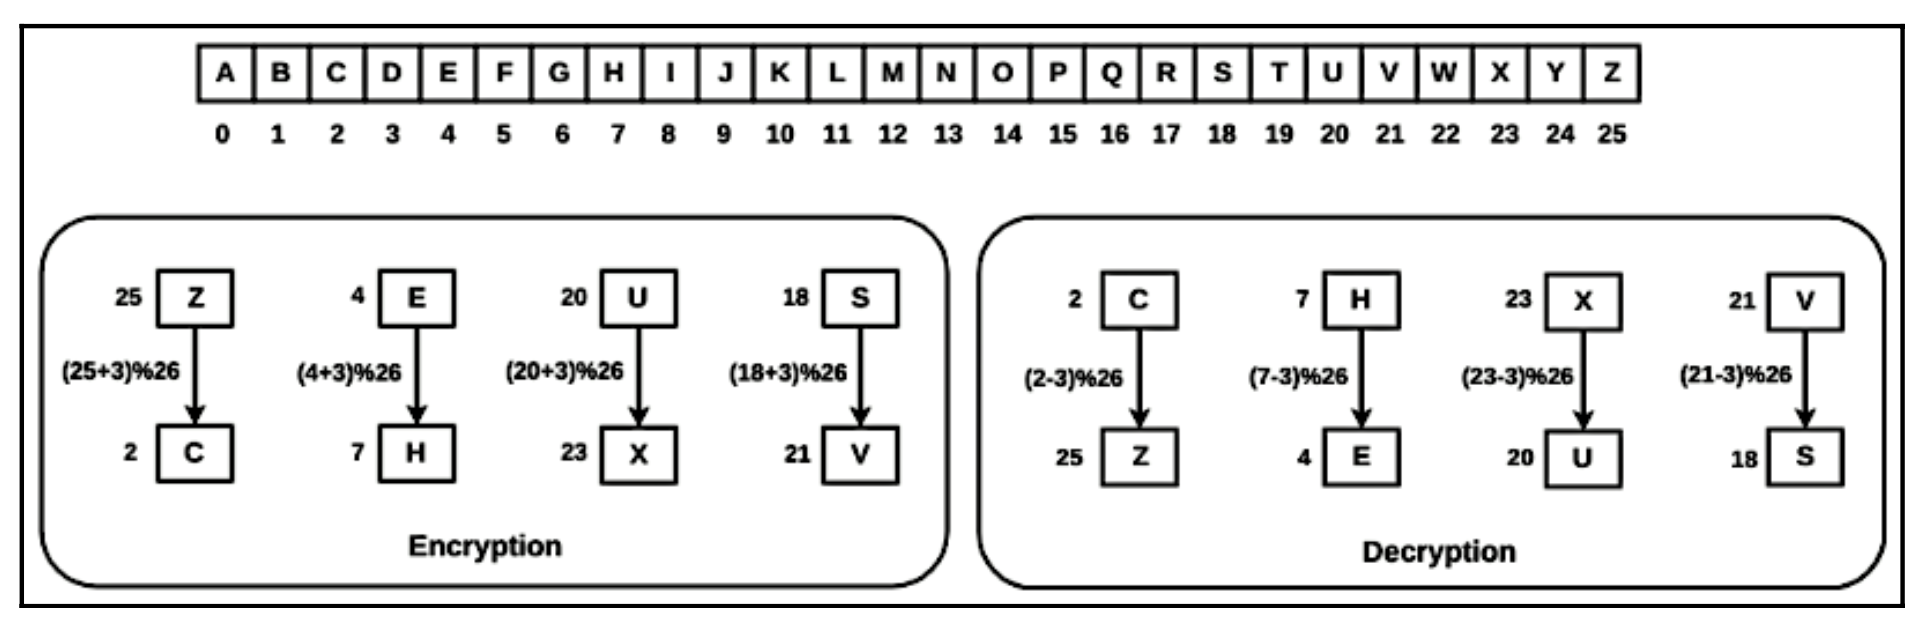 A B C D E F G H I J K L M N O P Q R S T U V W X Y Z
0 1 2 3 4 5 6 7 8 9 10 11 12 13 14 15 16 17 18 19 20 21 22 23 24 25
25 Z 4 E 20 U 18 S
(25+3)%26 (4+3)%26 (20+3)%26 (18+3)%26
2 C 7 H 23 X 21 V
Encryption
2 C 7 H 23 X 21 V
(2-3)%26 (7-3)%26 (23-3)%26 (21-3)%26
25 Z 4 E 20 U 18 S
Decryption